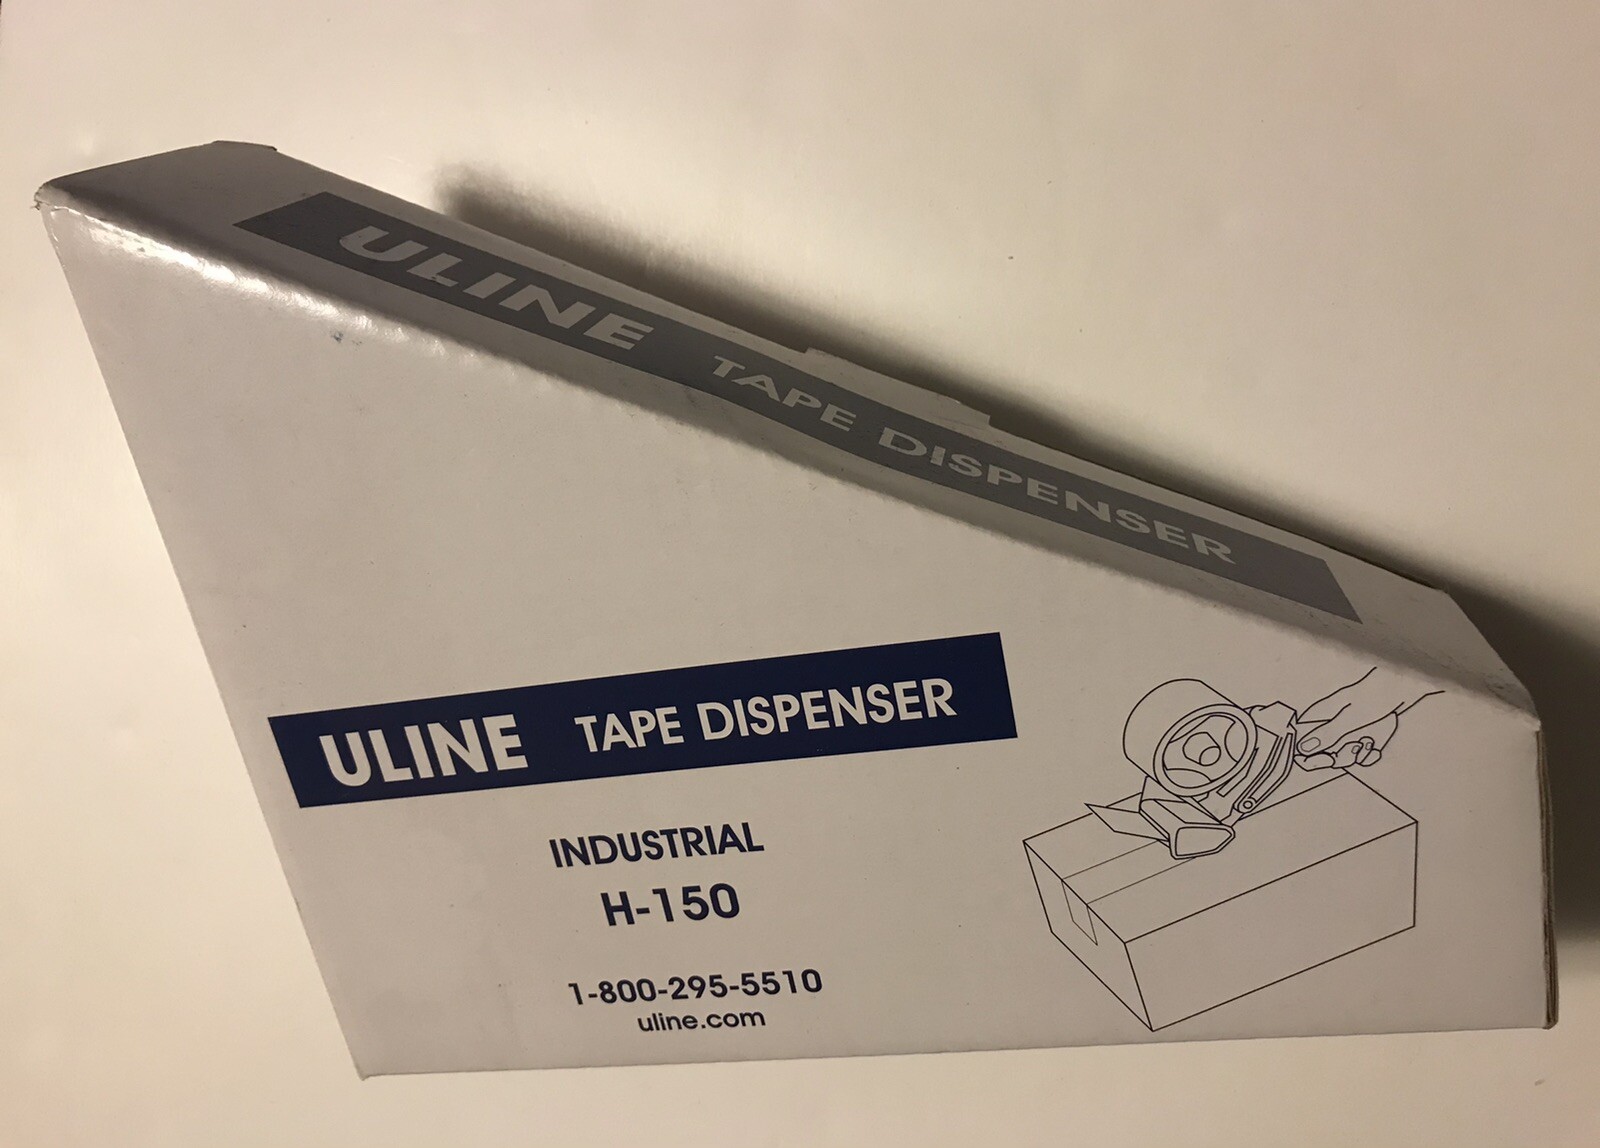 ULINE TAPE DISPENSER
ULINE TAPE DISPENSER
INDUSTRIAL
H-150
1-800-295-5510
uline.com